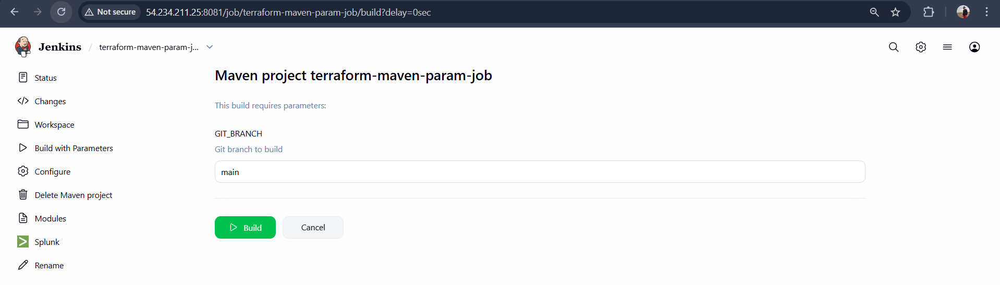 Not secure 54.234.211.25:8081/job/terraform-maven-param-job/build?delay=0sec
Jenkins / terraform-maven-param-j...
Status
Changes
Workspace
Build with Parameters
Configure
Delete Maven project
Modules
Splunk
Rename
Maven project terraform-maven-param-job
This build requires parameters:
GIT_BRANCH
Git branch to build
main
Build Cancel